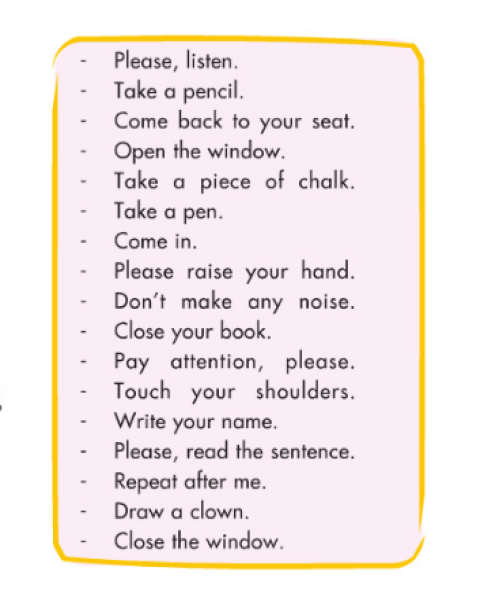 - Please, listen.
- Take a pencil.
- Come back to your seat.
- Open the window.
- Take a piece of chalk.
- Take a pen.
- Come in.
- Please raise your hand.
- Don't make any noise.
- Close your book.
- Pay attention, please.
- Touch your shoulders.
- Write your name.
- Please, read the sentence.
- Repeat after me.
- Draw a clown.
- Close the window.